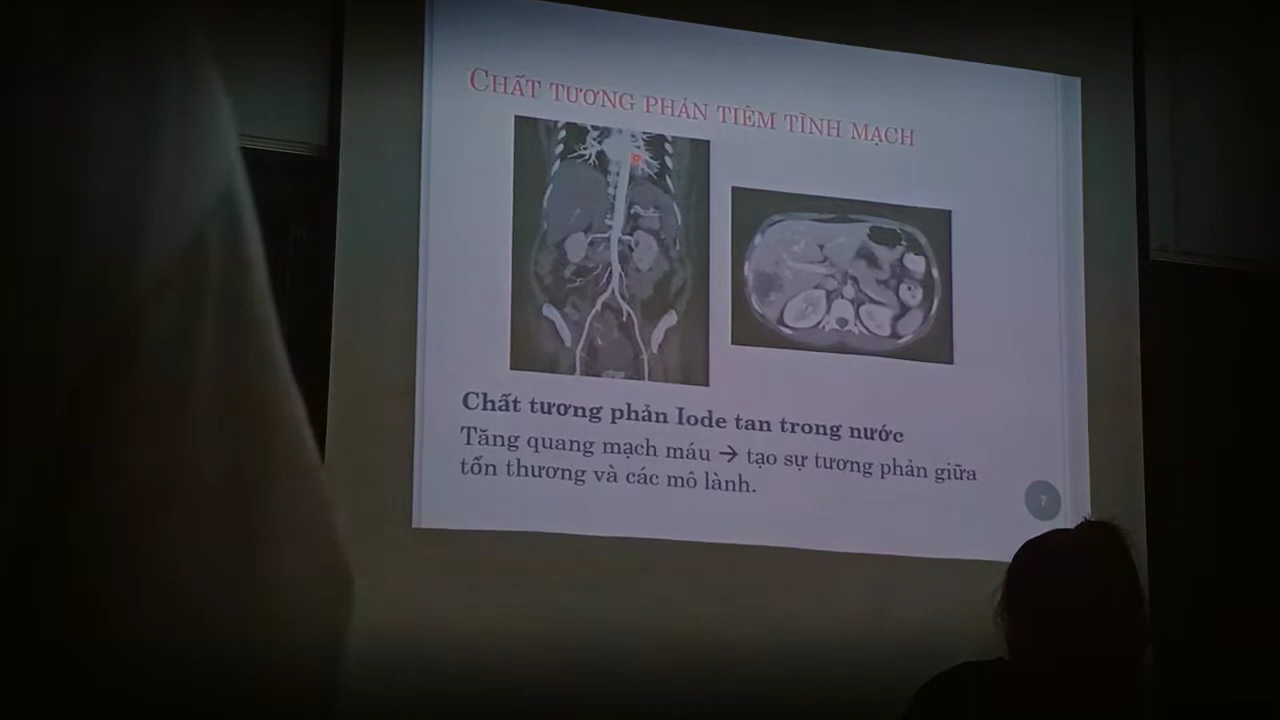 CHẤT TƯƠNG PHẢN TIÊM TĨNH MẠCH
Chất tương phản Iode tan trong nước
Tăng quang mạch máu → tạo sự tương phản giữa
tổn thương và các mô lành.
7